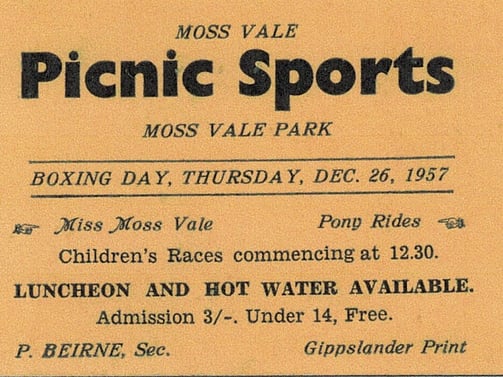 MOSS VALE
Picnic Sports
MOSS VALE PARK
BOXING DAY, THURSDAY, DEC. 26, 1957
Miss Moss Vale Pony Rides
Children's Races commencing at 12.30.
LUNCHEON AND HOT WATER AVAILABLE.
Admission 3/-. Under 14, Free.
P. BEIRNE, Sec. Gippslander Print